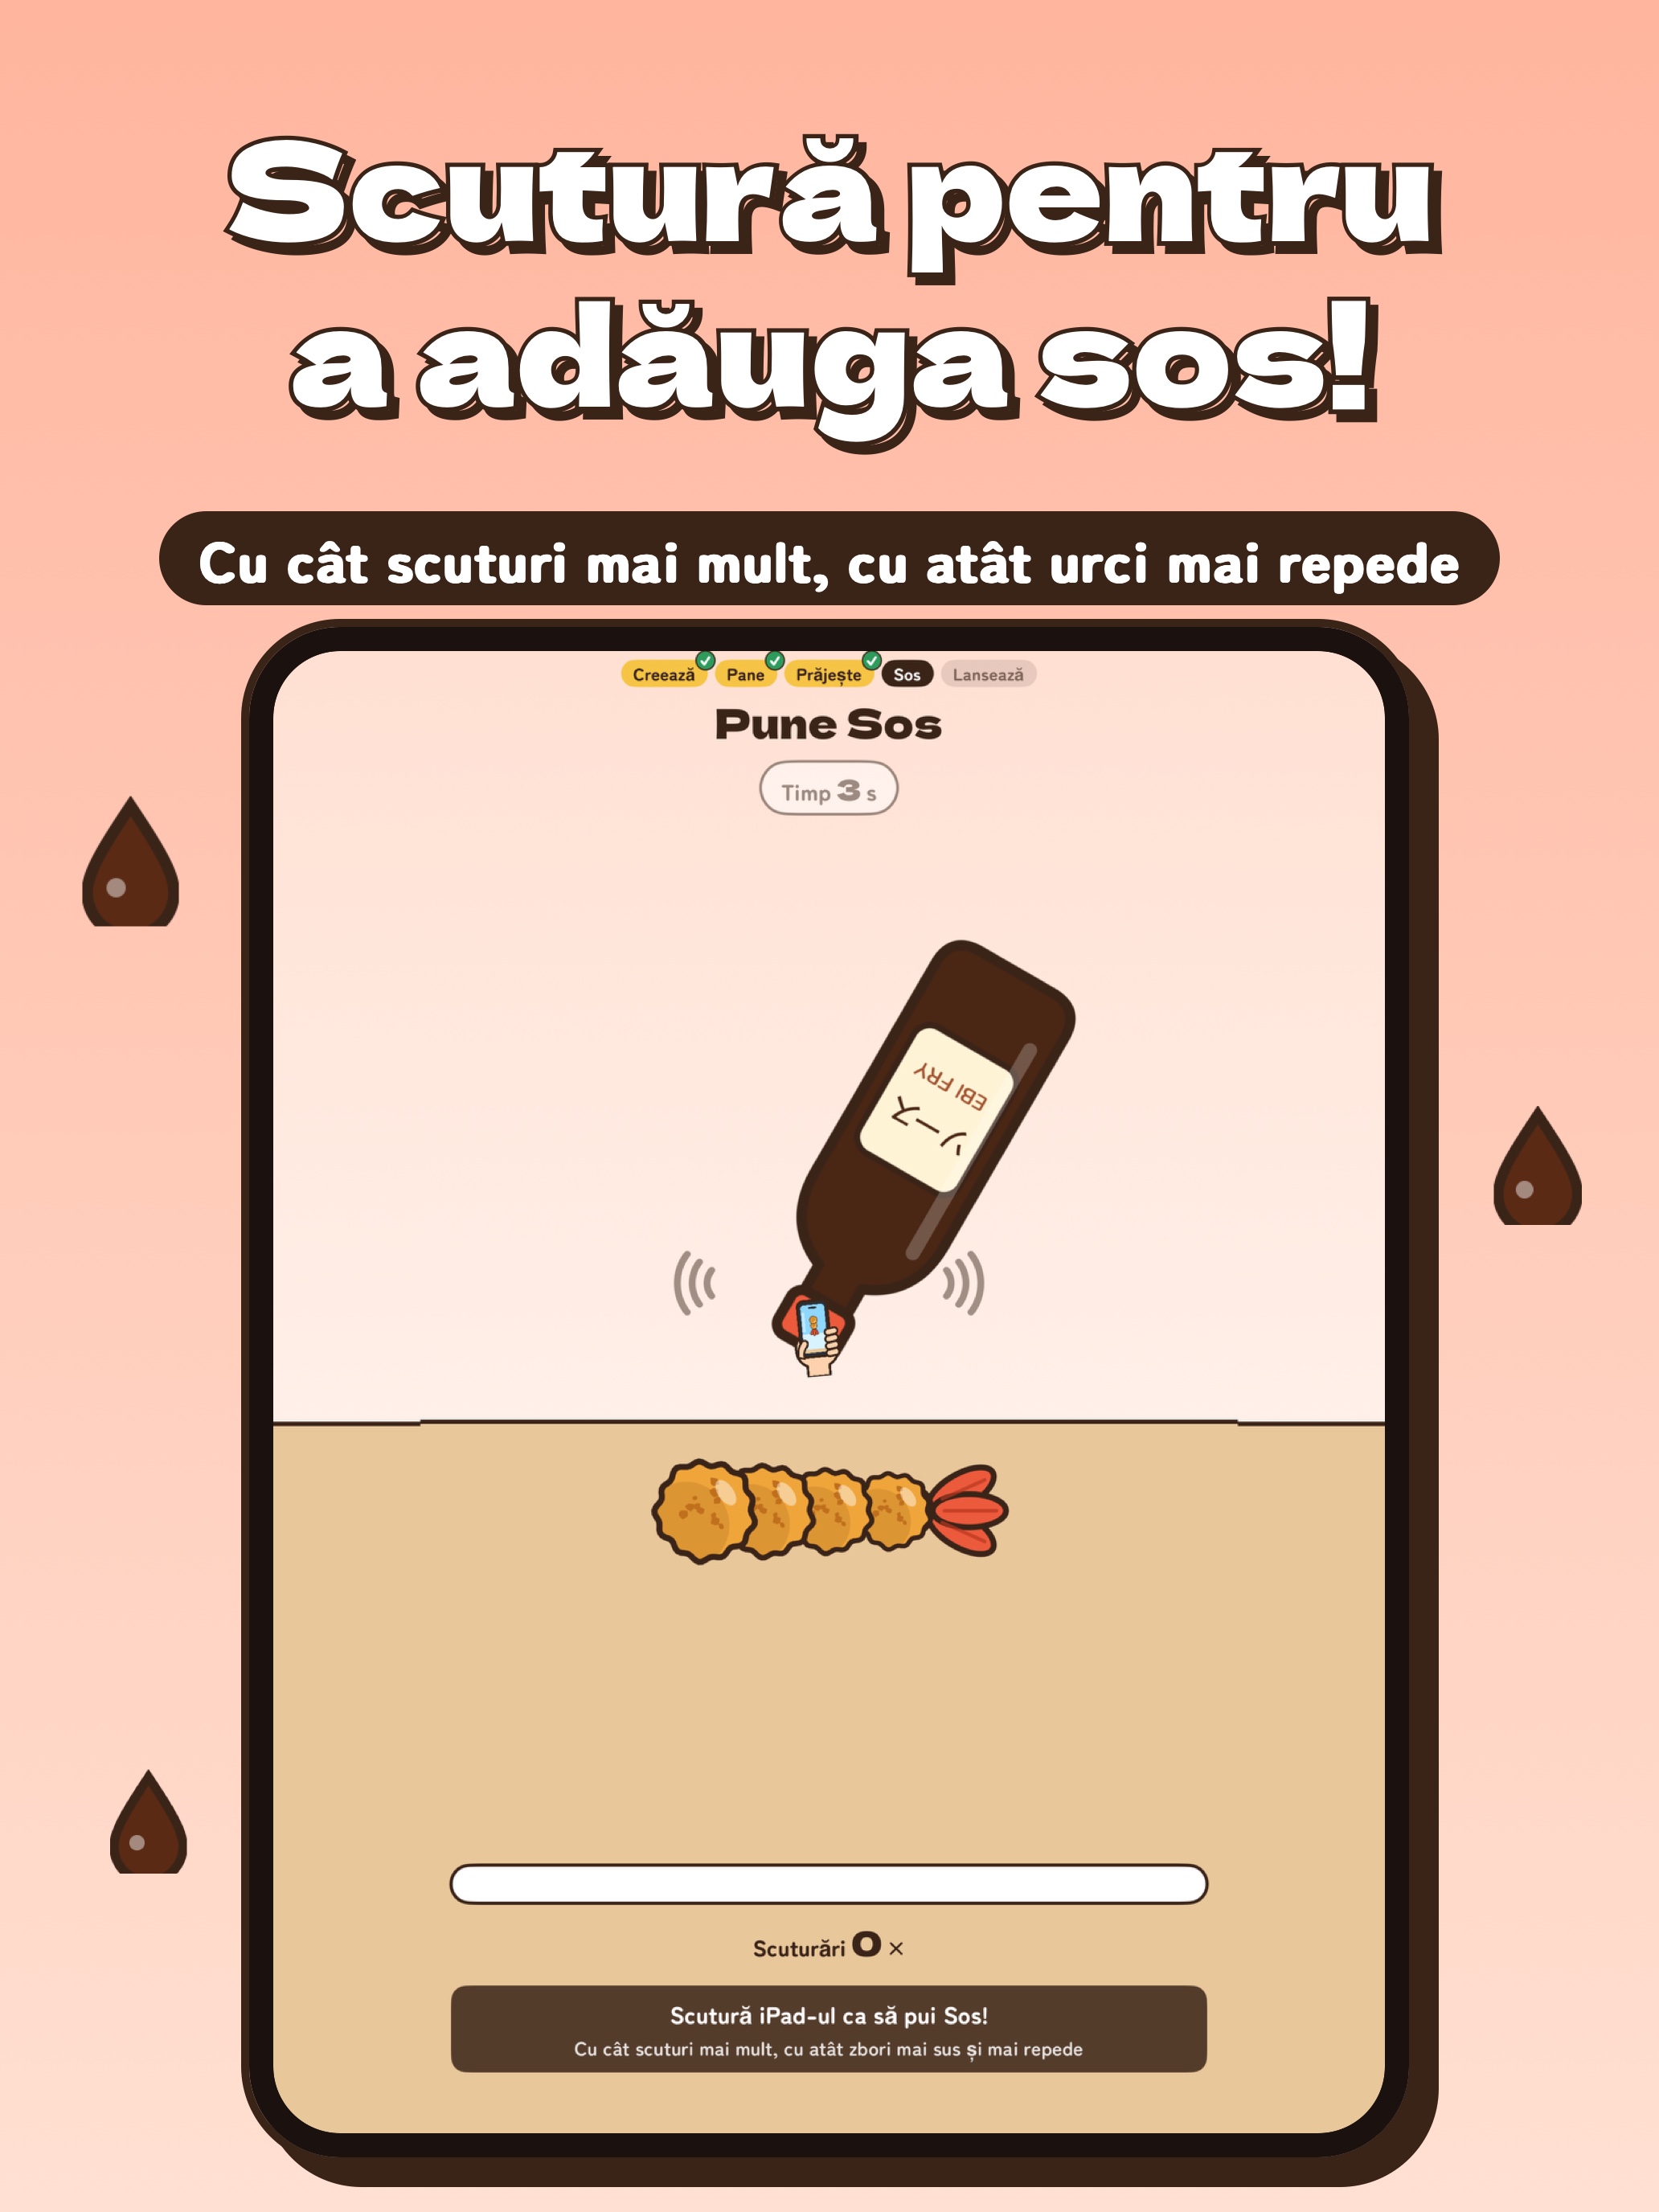 Scutură pentru
a adăuga sos!
Cu cât scuturi mai mult, cu atât urci mai repede
Creează Pane Prăjește Sos Lansează
Pune Sos
Timp 3 s
EBI FRY
ソース
Scuturări 0 ×
Scutură iPad-ul ca să pui Sos!
Cu cât scuturi mai mult, cu atât zbori mai sus și mai repede